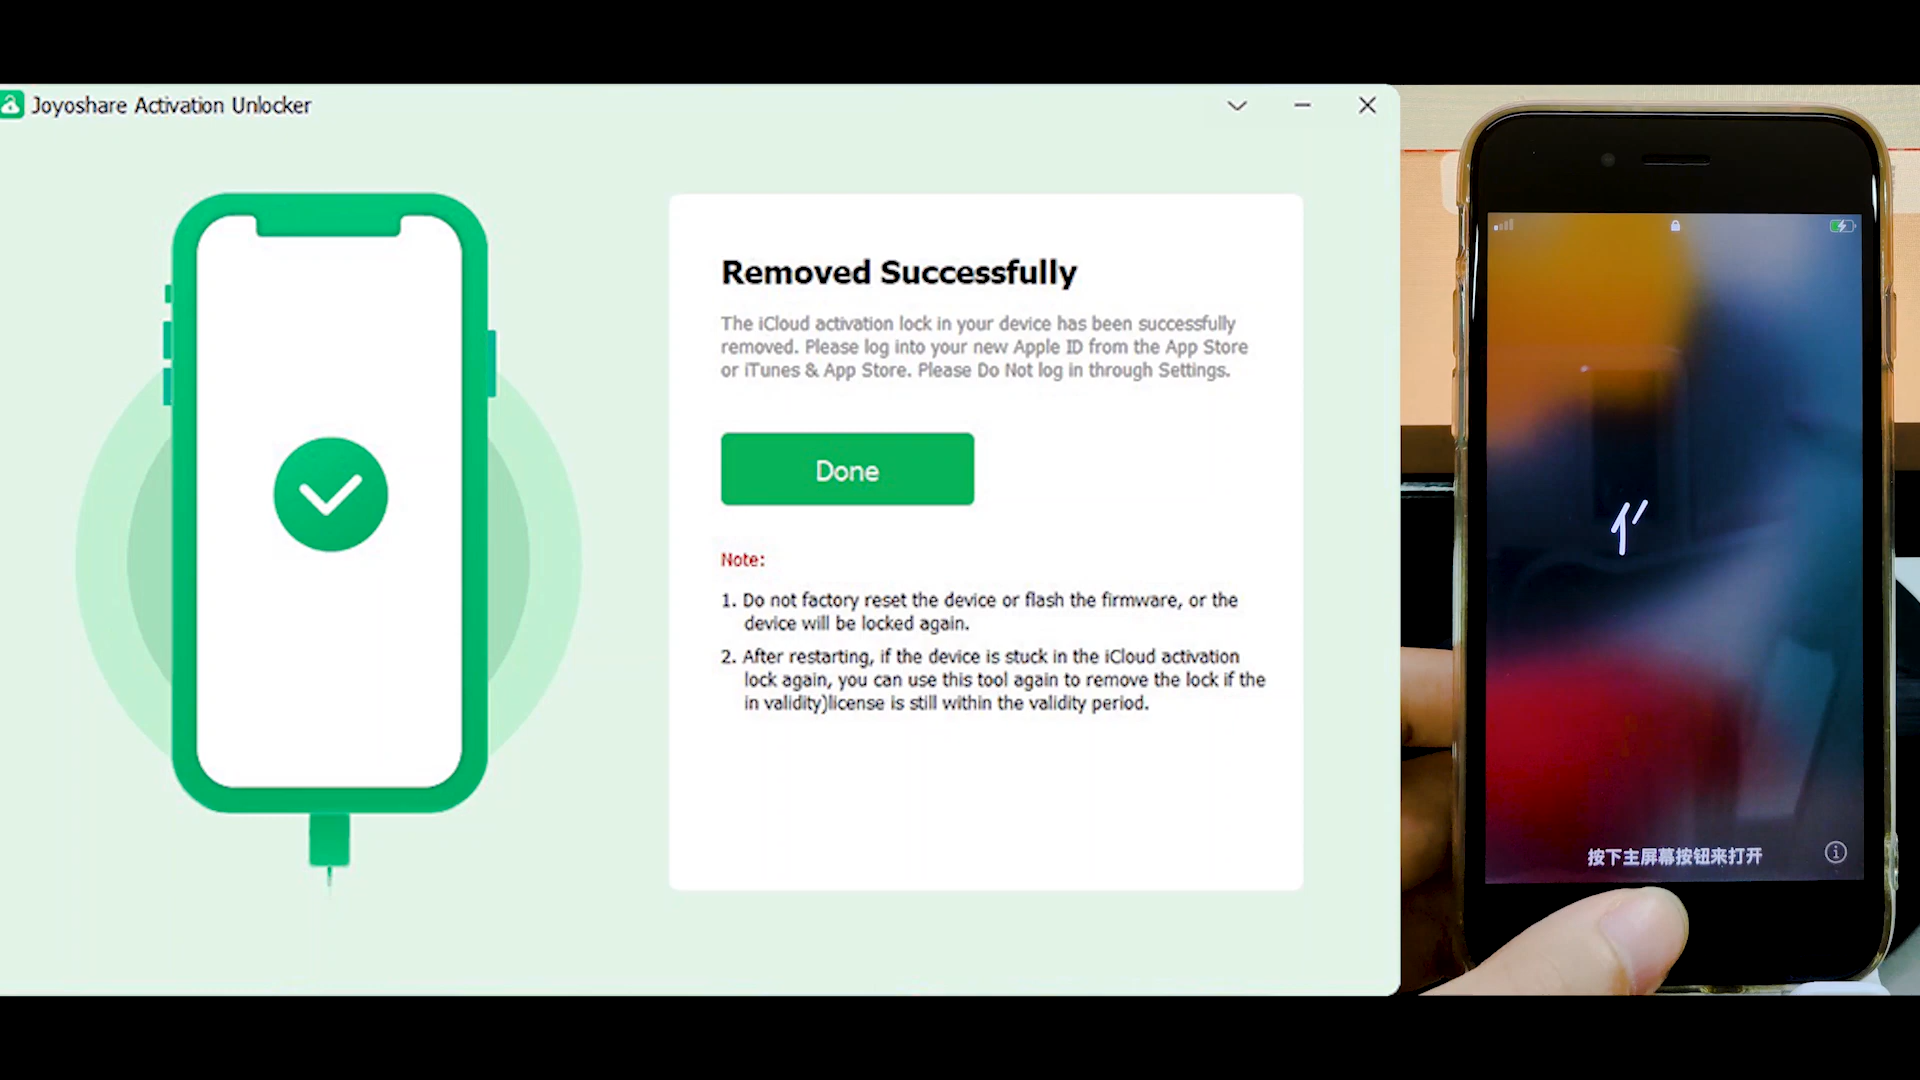 Joyoshare Activation Unlocker
Removed Successfully
The iCloud activation lock in your device has been successfully
removed. Please log into your new Apple ID from the App Store
or iTunes & App Store. Please Do Not log in through Settings.
Done
Note:
1. Do not factory reset the device or flash the firmware, or the
device will be locked again.
2. After restarting, if the device is stuck in the iCloud activation
lock again, you can use this tool again to remove the lock if the
in validity)license is still within the validity period.
按下主屏幕按钮来打开